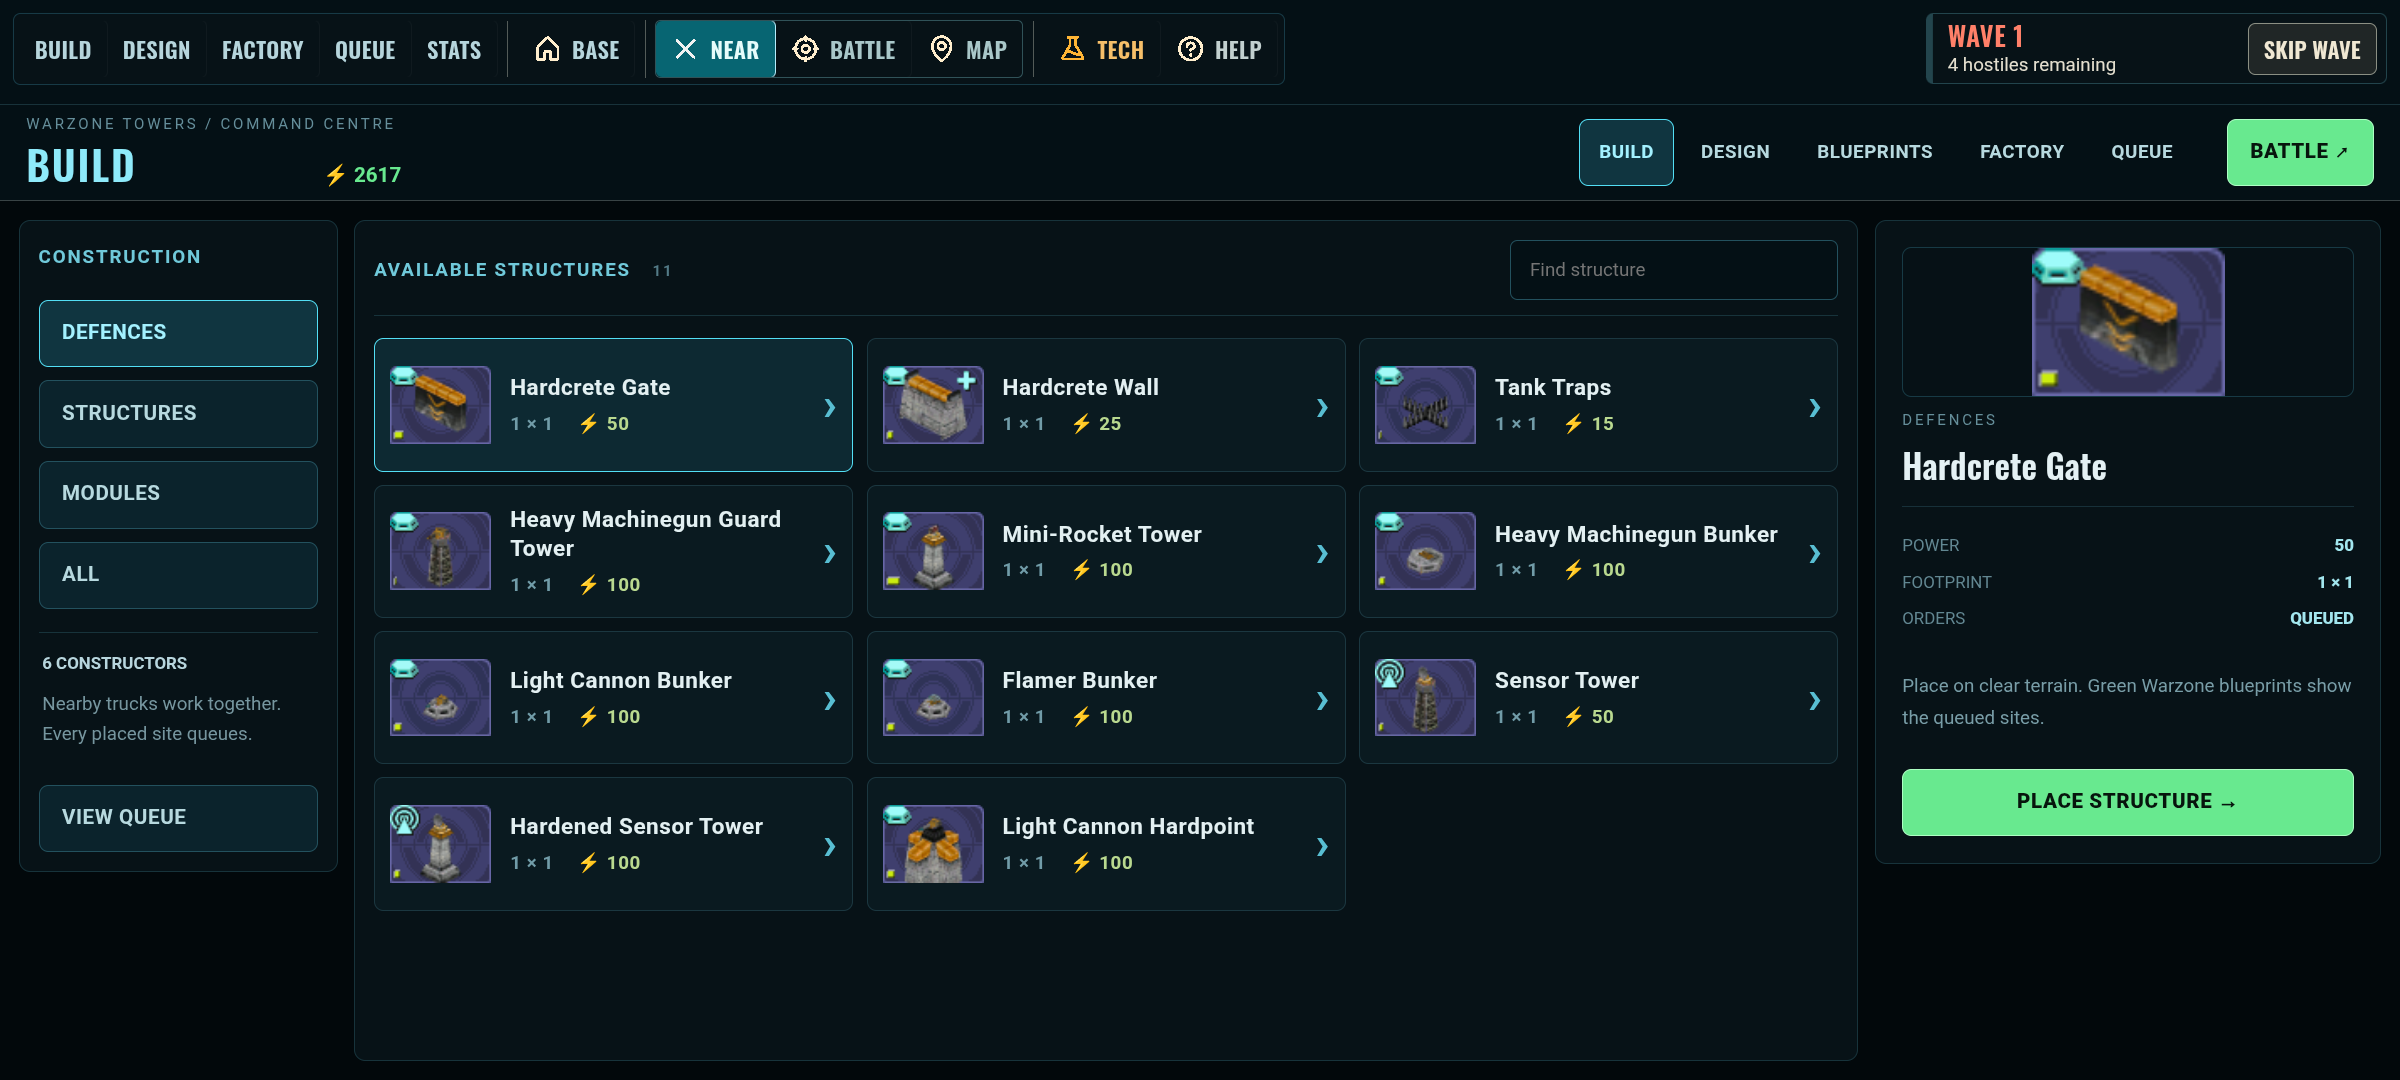 BUILD DESIGN FACTORY QUEUE STATS BASE NEAR BATTLE MAP TECH HELP
WAVE 1
4 hostiles remaining
SKIP WAVE
WARZONE TOWERS / COMMAND CENTRE
BUILD
⚡ 2617
BUILD DESIGN BLUEPRINTS FACTORY QUEUE BATTLE ↗
CONSTRUCTION
DEFENCES
STRUCTURES
MODULES
ALL
6 CONSTRUCTORS
Nearby trucks work together.
Every placed site queues.
VIEW QUEUE
AVAILABLE STRUCTURES 11
Find structure
Hardcrete Gate
1 × 1 ⚡ 50
Hardcrete Wall
1 × 1 ⚡ 25
Tank Traps
1 × 1 ⚡ 15
Heavy Machinegun Guard
Tower
1 × 1 ⚡ 100
Mini-Rocket Tower
1 × 1 ⚡ 100
Heavy Machinegun Bunker
1 × 1 ⚡ 100
Light Cannon Bunker
1 × 1 ⚡ 100
Flamer Bunker
1 × 1 ⚡ 100
Sensor Tower
1 × 1 ⚡ 50
Hardened Sensor Tower
1 × 1 ⚡ 100
Light Cannon Hardpoint
1 × 1 ⚡ 100
DEFENCES
Hardcrete Gate
POWER 50
FOOTPRINT 1 × 1
ORDERS QUEUED
Place on clear terrain. Green Warzone blueprints show
the queued sites.
PLACE STRUCTURE →